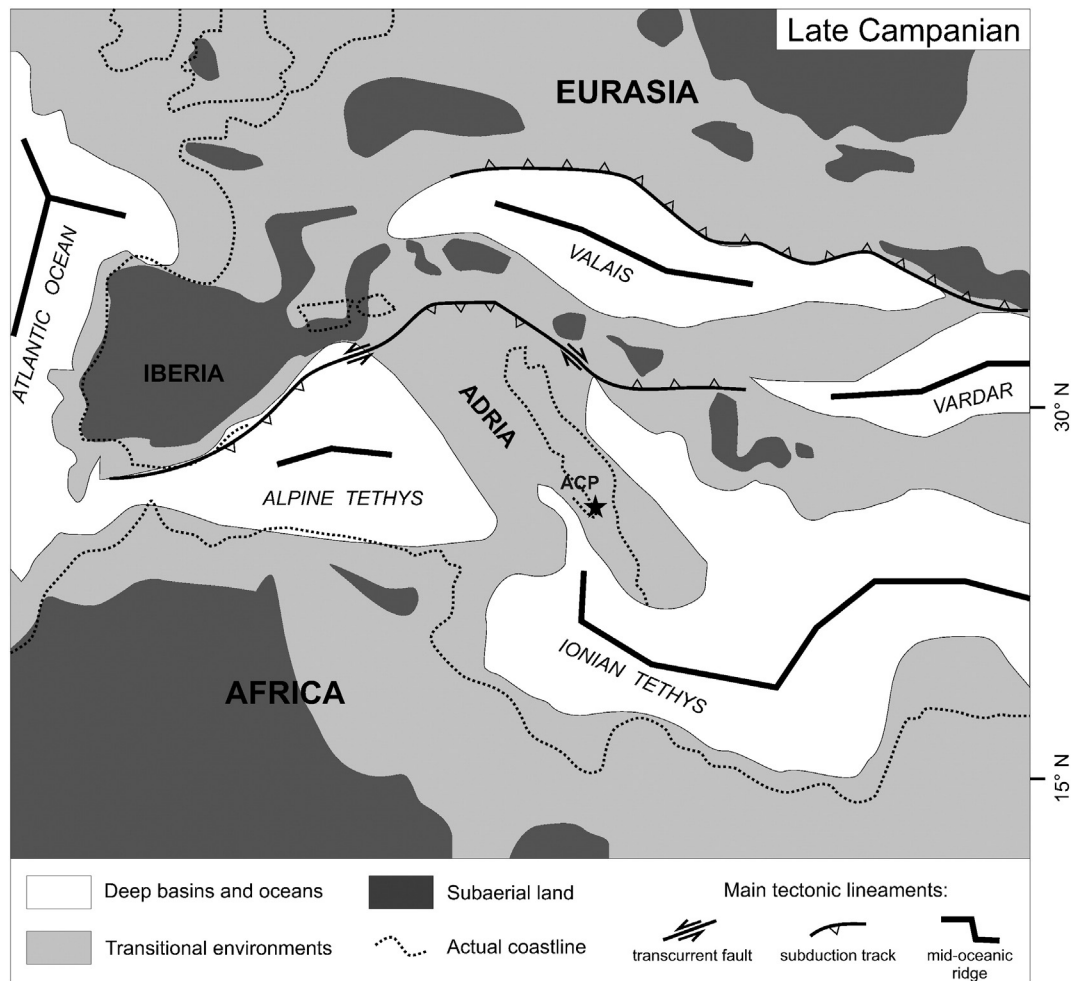 Late Campanian
EURASIA
ATLANTIC OCEAN
VALAIS
IBERIA
VARDAR
30° N
ADRIA
ACP
ALPINE TETHYS
IONIAN TETHYS
AFRICA
15° N
Deep basins and oceans
Subaerial land
Main tectonic lineaments:
Transitional environments
Actual coastline
transcurrent fault
subduction track
mid-oceanic
ridge